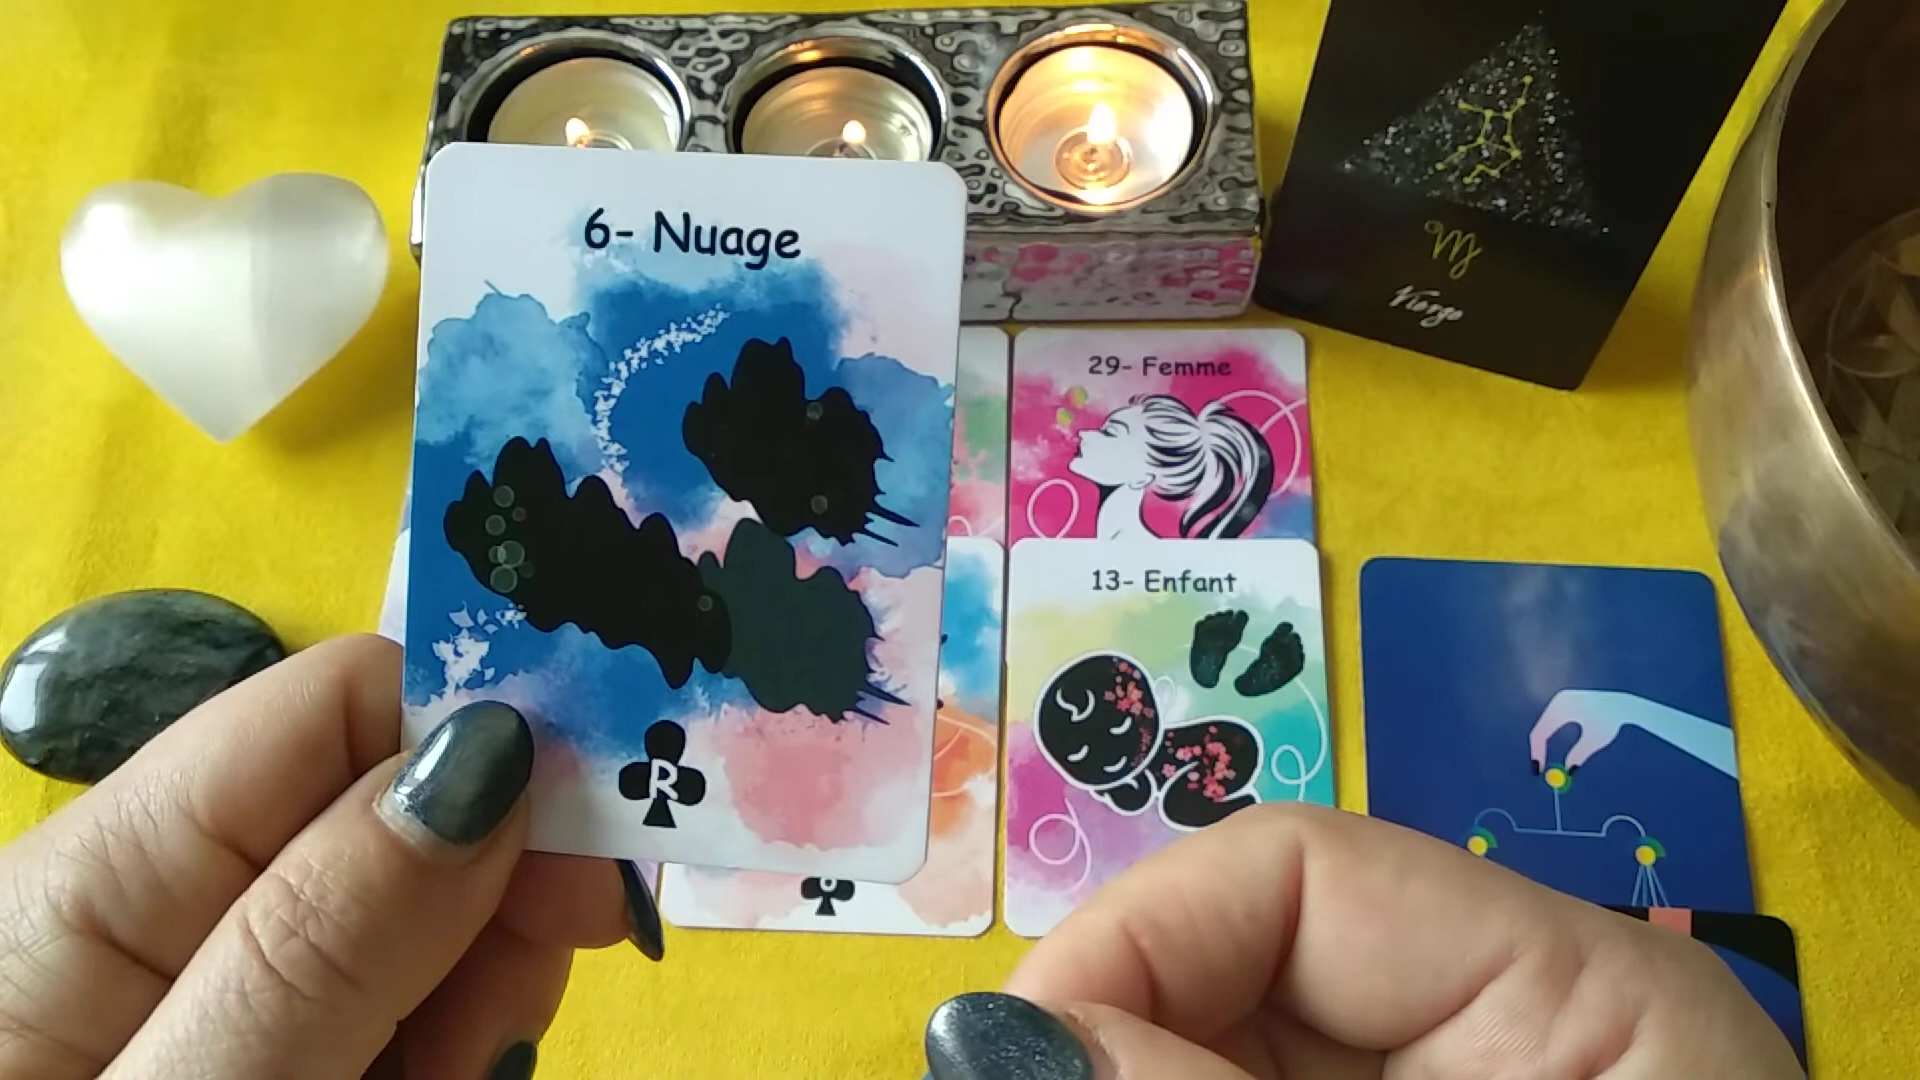 6- Nuage
R
29- Femme
13- Enfant
Vierge